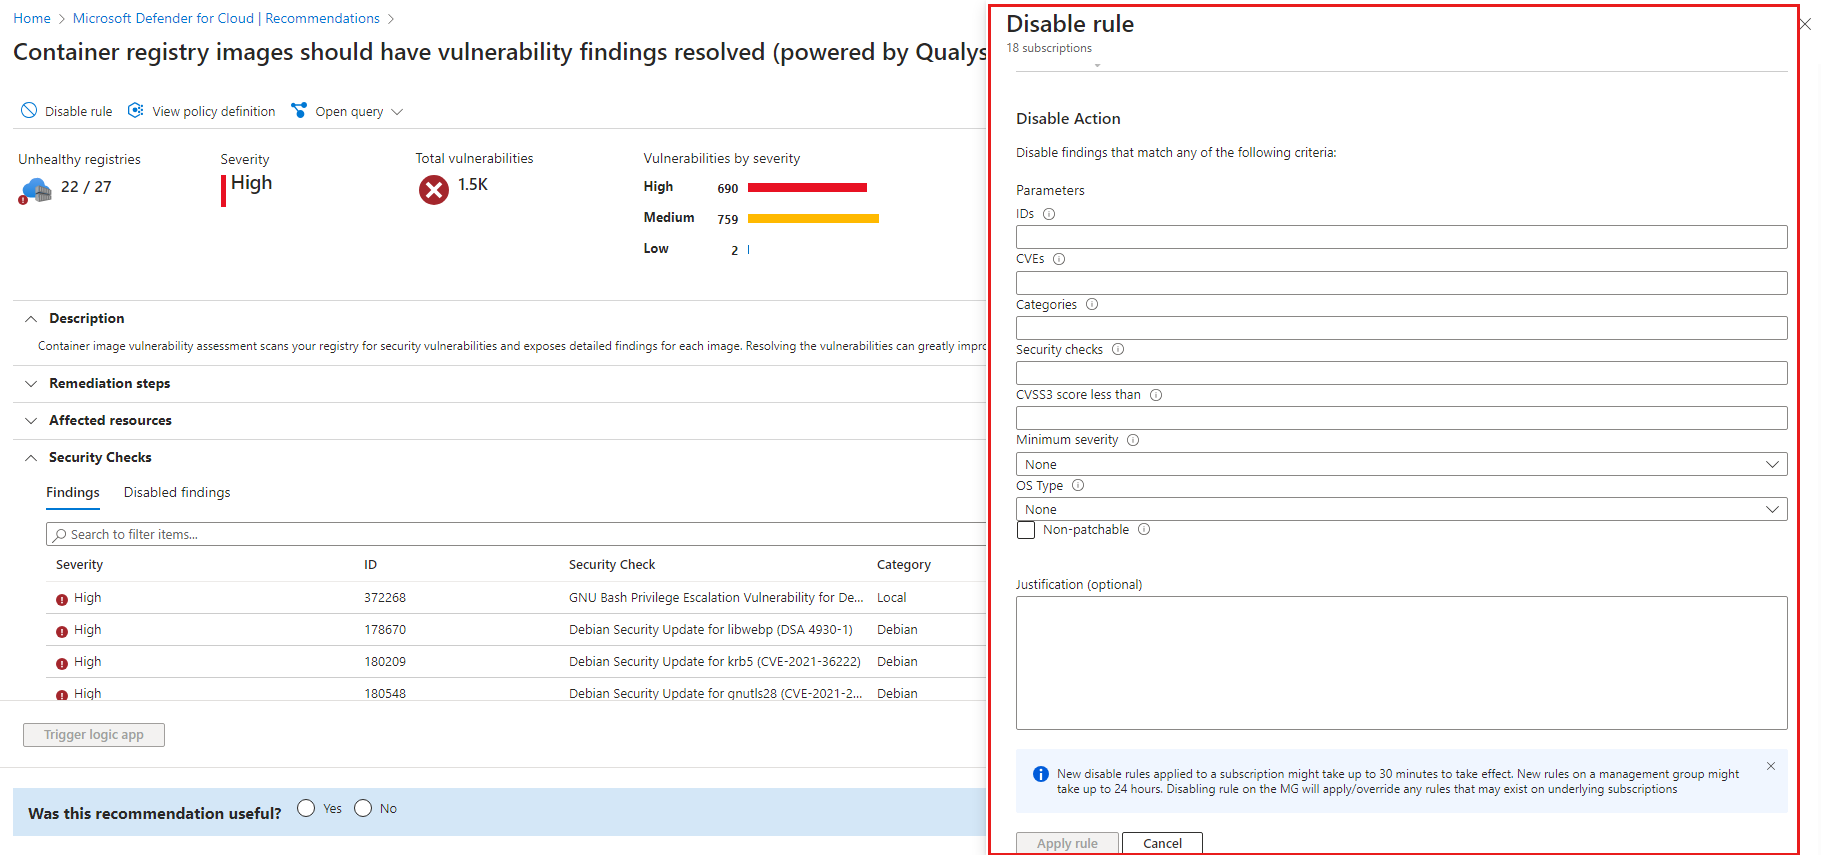 Home > Microsoft Defender for Cloud | Recommendations >
Container registry images should have vulnerability findings resolved (powered by Qualys
Disable rule View policy definition Open query
Unhealthy registries
22 / 27
Severity
High
Total vulnerabilities
1.5K
Vulnerabilities by severity
High 690
Medium 759
Low 2
Description
Container image vulnerability assessment scans your registry for security vulnerabilities and exposes detailed findings for each image. Resolving the vulnerabilities can greatly impro
Remediation steps
Affected resources
Security Checks
Findings Disabled findings
Search to filter items...
Severity ID Security Check Category
High 372268 GNU Bash Privilege Escalation Vulnerability for De... Local
High 178670 Debian Security Update for libwebp (DSA 4930-1) Debian
High 180209 Debian Security Update for krb5 (CVE-2021-36222) Debian
High 180548 Debian Security Update for gnutls28 (CVE-2021-2... Debian
Trigger logic app
Was this recommendation useful? Yes No
Disable rule
18 subscriptions
Disable Action
Disable findings that match any of the following criteria:
Parameters
IDs
CVEs
Categories
Security checks
CVSS3 score less than
Minimum severity
None
OS Type
None
Non-patchable
Justification (optional)
New disable rules applied to a subscription might take up to 30 minutes to take effect. New rules on a management group might
take up to 24 hours. Disabling rule on the MG will apply/override any rules that may exist on underlying subscriptions
Apply rule Cancel